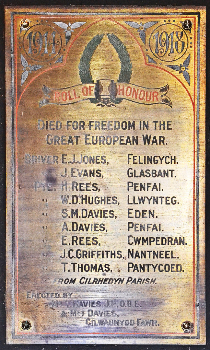 1914 1918
ROLL OF HONOUR
DIED FOR FREEDOM IN THE
GREAT EUROPEAN WAR.
E.J. JONES, FELINGYCH.
" J. EVANS, GLASBANT.
H. REES, PENFAI.
" W.D. HUGHES, LLWYNTEG.
" S.M. DAVIES, EDEN.
" A. DAVIES, PENFAI.
" E. REES, CWMPEDRAN.
" J.C. GRIFFITHS, NANTNEEL.
" T. THOMAS, PANTYCOED.
FROM CILRHEDYN PARISH.
ERECTED BY
DAVIES, J.P., O.B.E.
& MRS DAVIES,
FAWR.